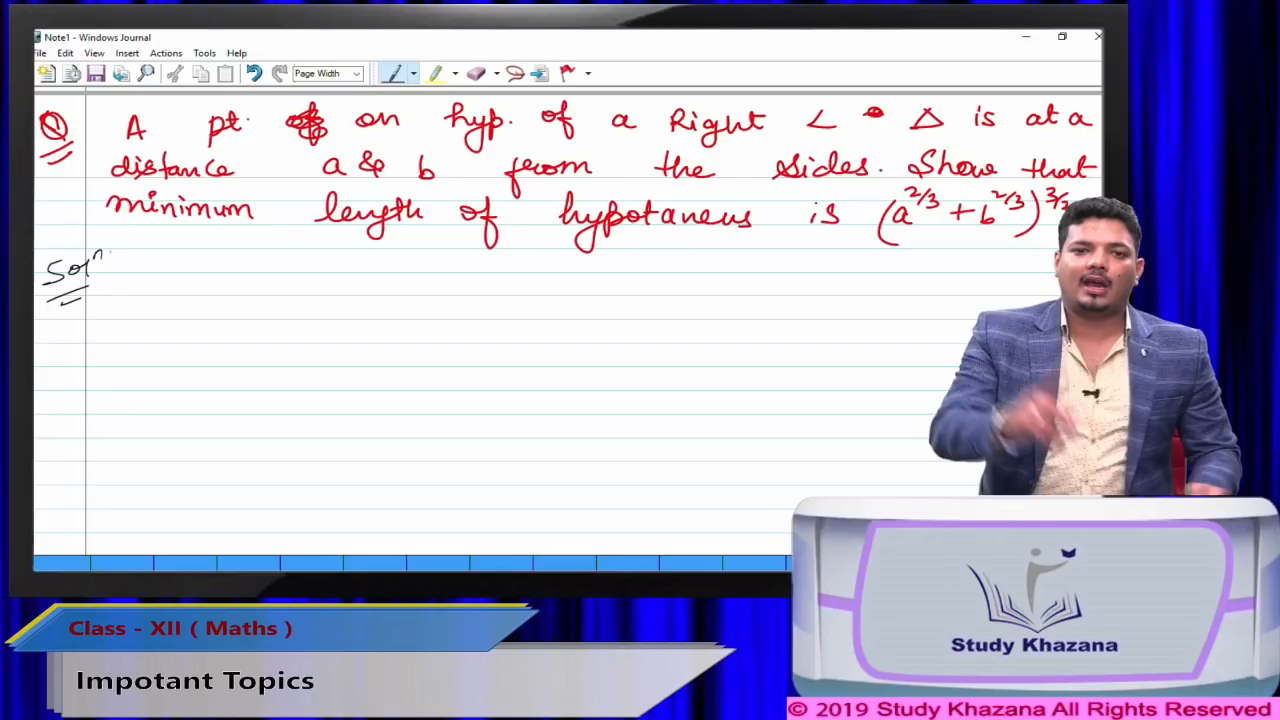 Note1 - Windows Journal
File Edit View Insert Actions Tools Help
Page Width
Q A pt. on hyp. of a Right ∠ △ is at a
distance a & b from the sides. Show that
minimum length of hypotaneus is (a^2/3 + b^2/3)^3/2
Solⁿ.
Study Khazana
Class - XII ( Maths )
Impotant Topics
© 2019 Study Khazana All Rights Reserved